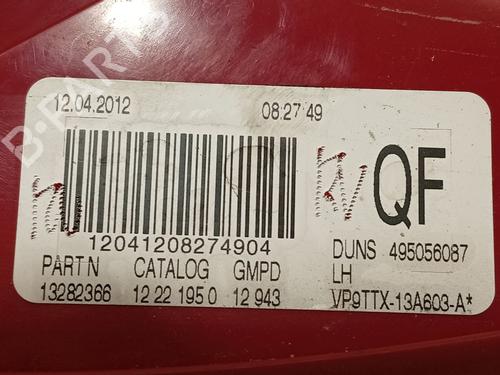 B-PARTS
12.04.2012 08:27 49
QF
12041208274904
DUNS 495056087
PART N CATALOG GMPD LH
13282366 12 22 195 0 12 943 VP9TTX-13A603-A*